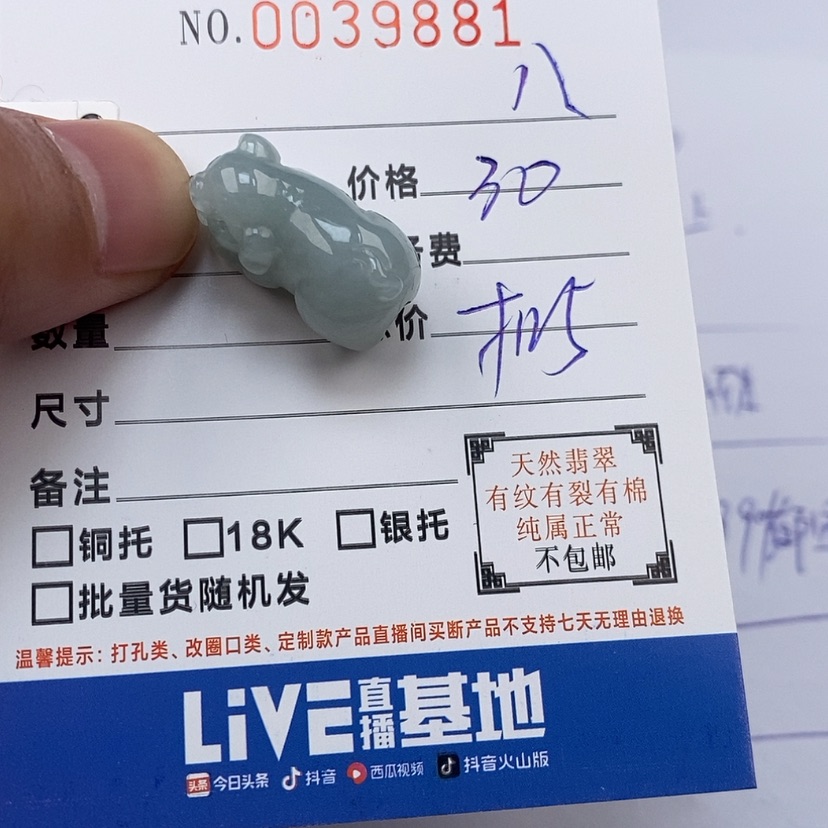 NO.0039881
八
价格 30
费
数量 价
尺寸
备注
铜托 18K 银托
批量货随机发
天然翡翠
有纹有裂有棉
纯属正常
不包邮
温馨提示：打孔类、改圈口类、定制款产品直播间买断产品不支持七天无理由退换
LiVE直播基地
头条 今日头条 抖音 西瓜视频 抖音火山版